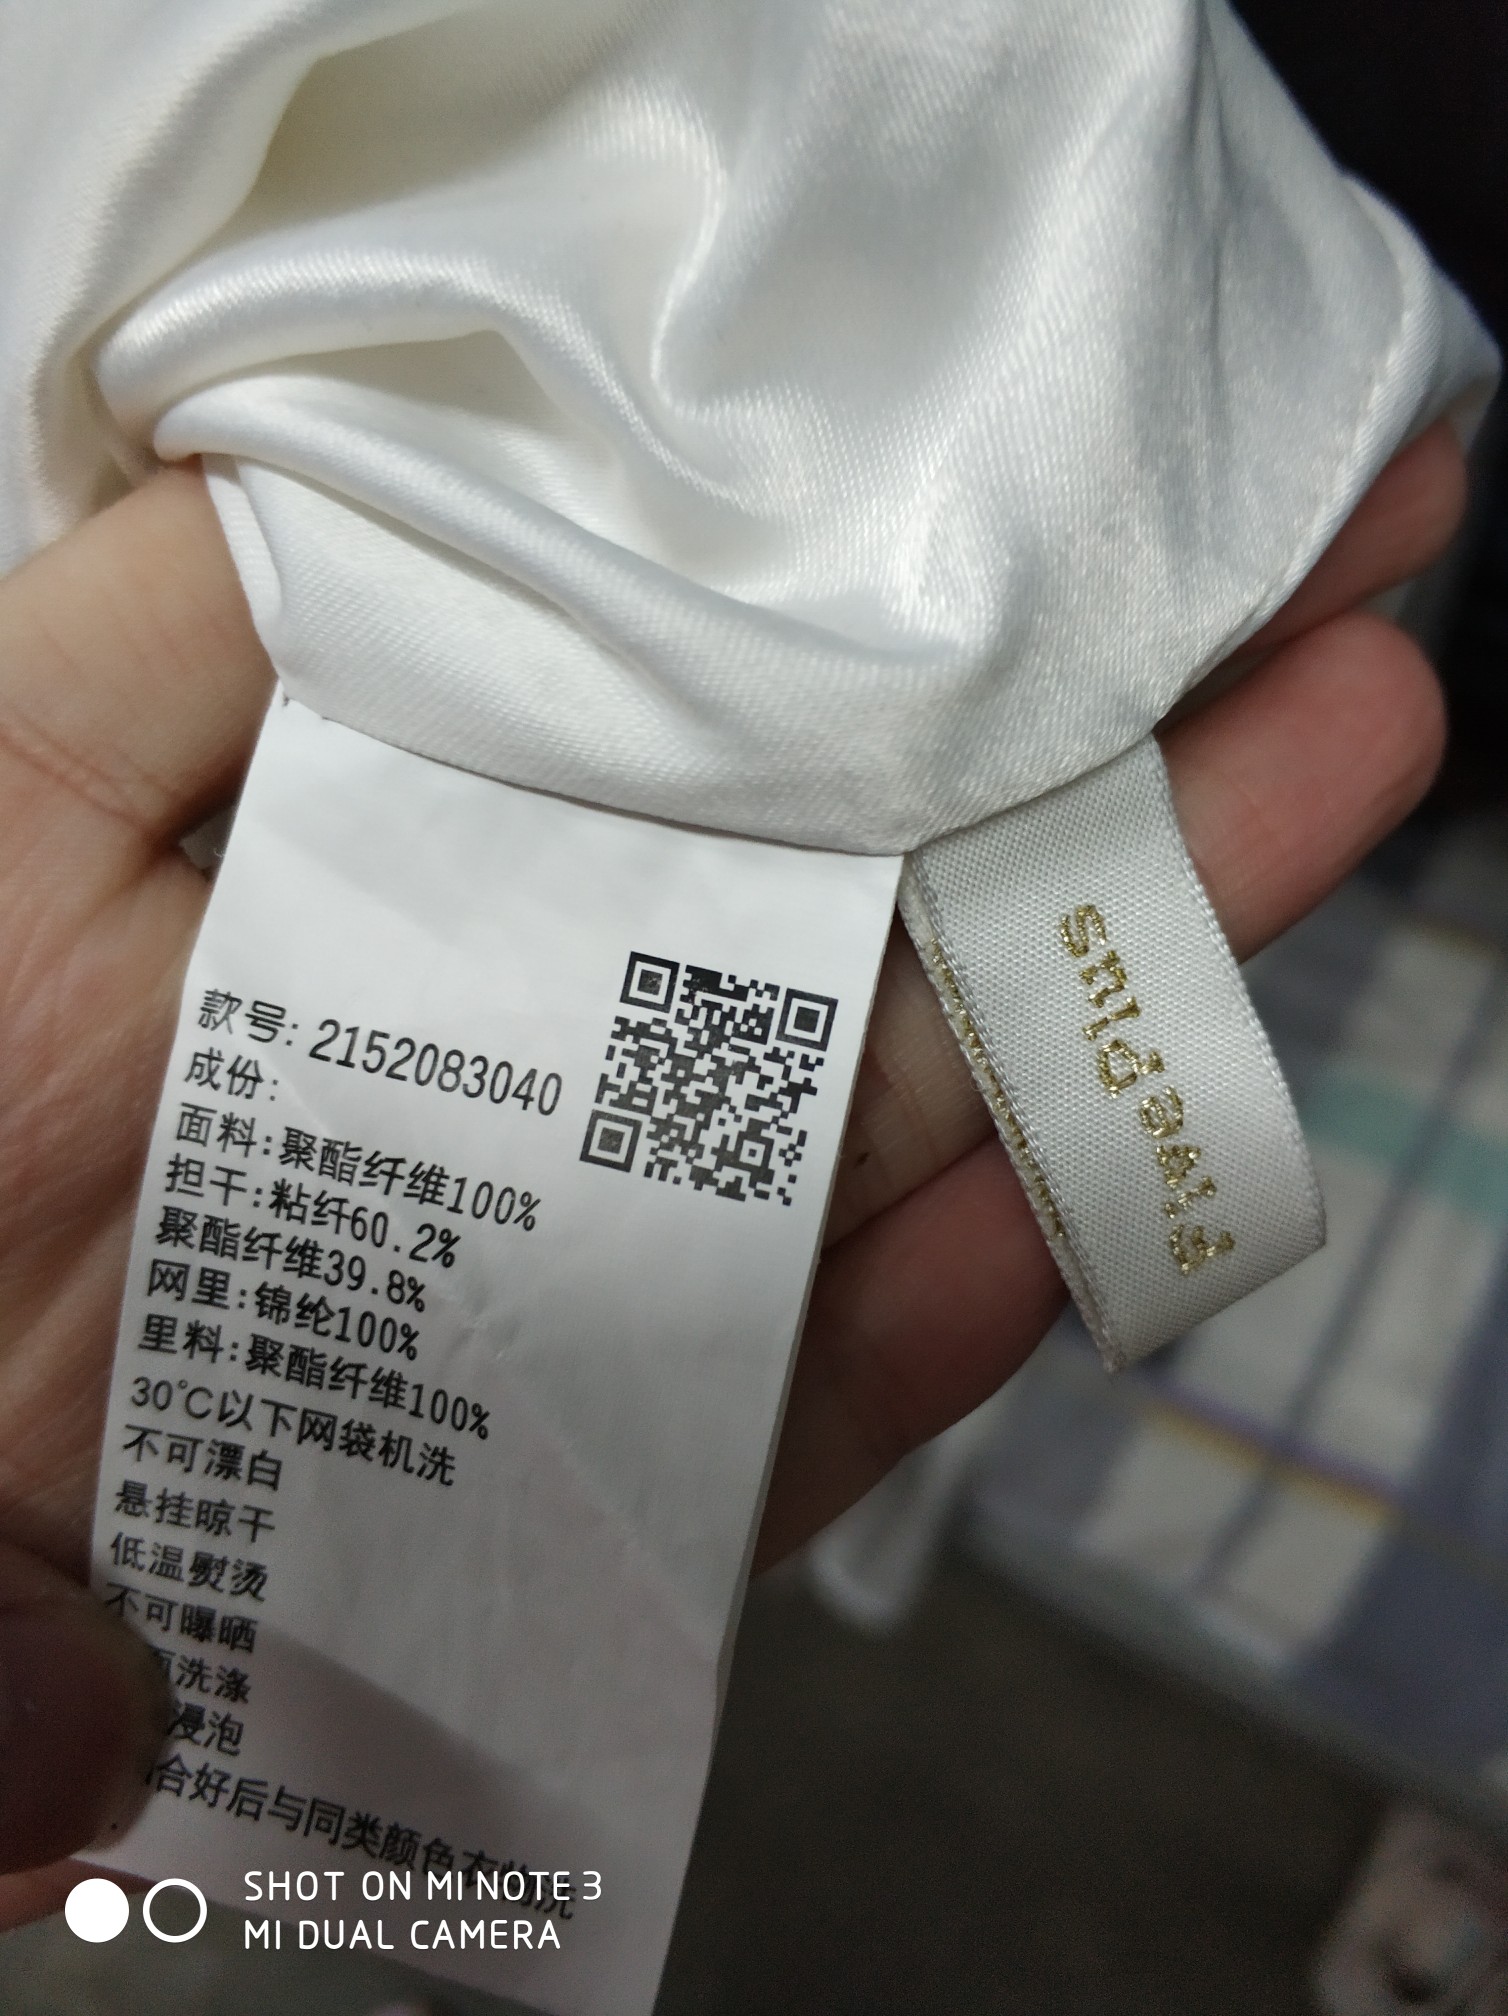 款号: 2152083040
成份:
面料:聚酯纤维100%
担干:粘纤60.2%
聚酯纤维39.8%
网里:锦纶100%
里料:聚酯纤维100%
30℃以下网袋机洗
不可漂白
悬挂晾干
低温熨烫
不可曝晒
洗涤
浸泡
合好后与同类颜色衣物洗
SHOT ON MI NOTE 3
MI DUAL CAMERA